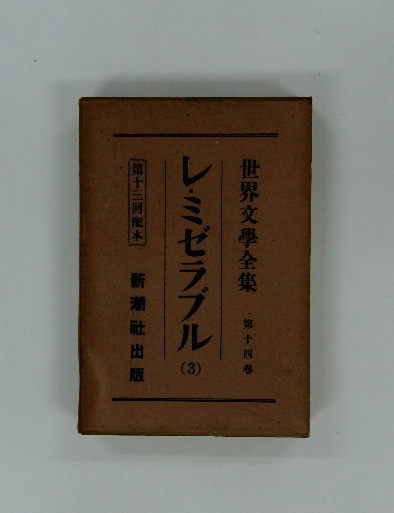 世界文學全集 第十四卷
レ・ミゼラブル (3)
第十三回配本
新潮社出版